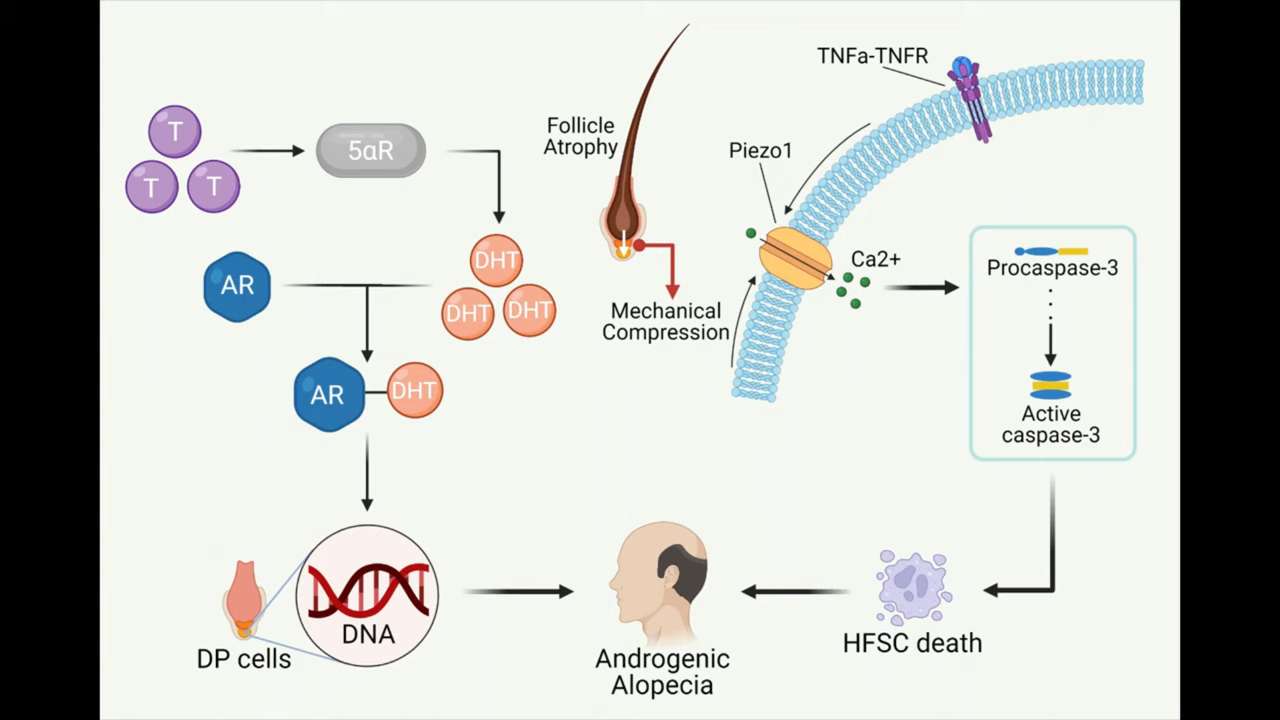 TNFa-TNFR
Follicle
Atrophy
Piezo1
T
T
T
5αR
DHT
DHT
DHT
AR
Ca2+
Procaspase-3
Mechanical
Compression
AR
DHT
Active
caspase-3
DNA
DP cells
Androgenic
Alopecia
HFSC death